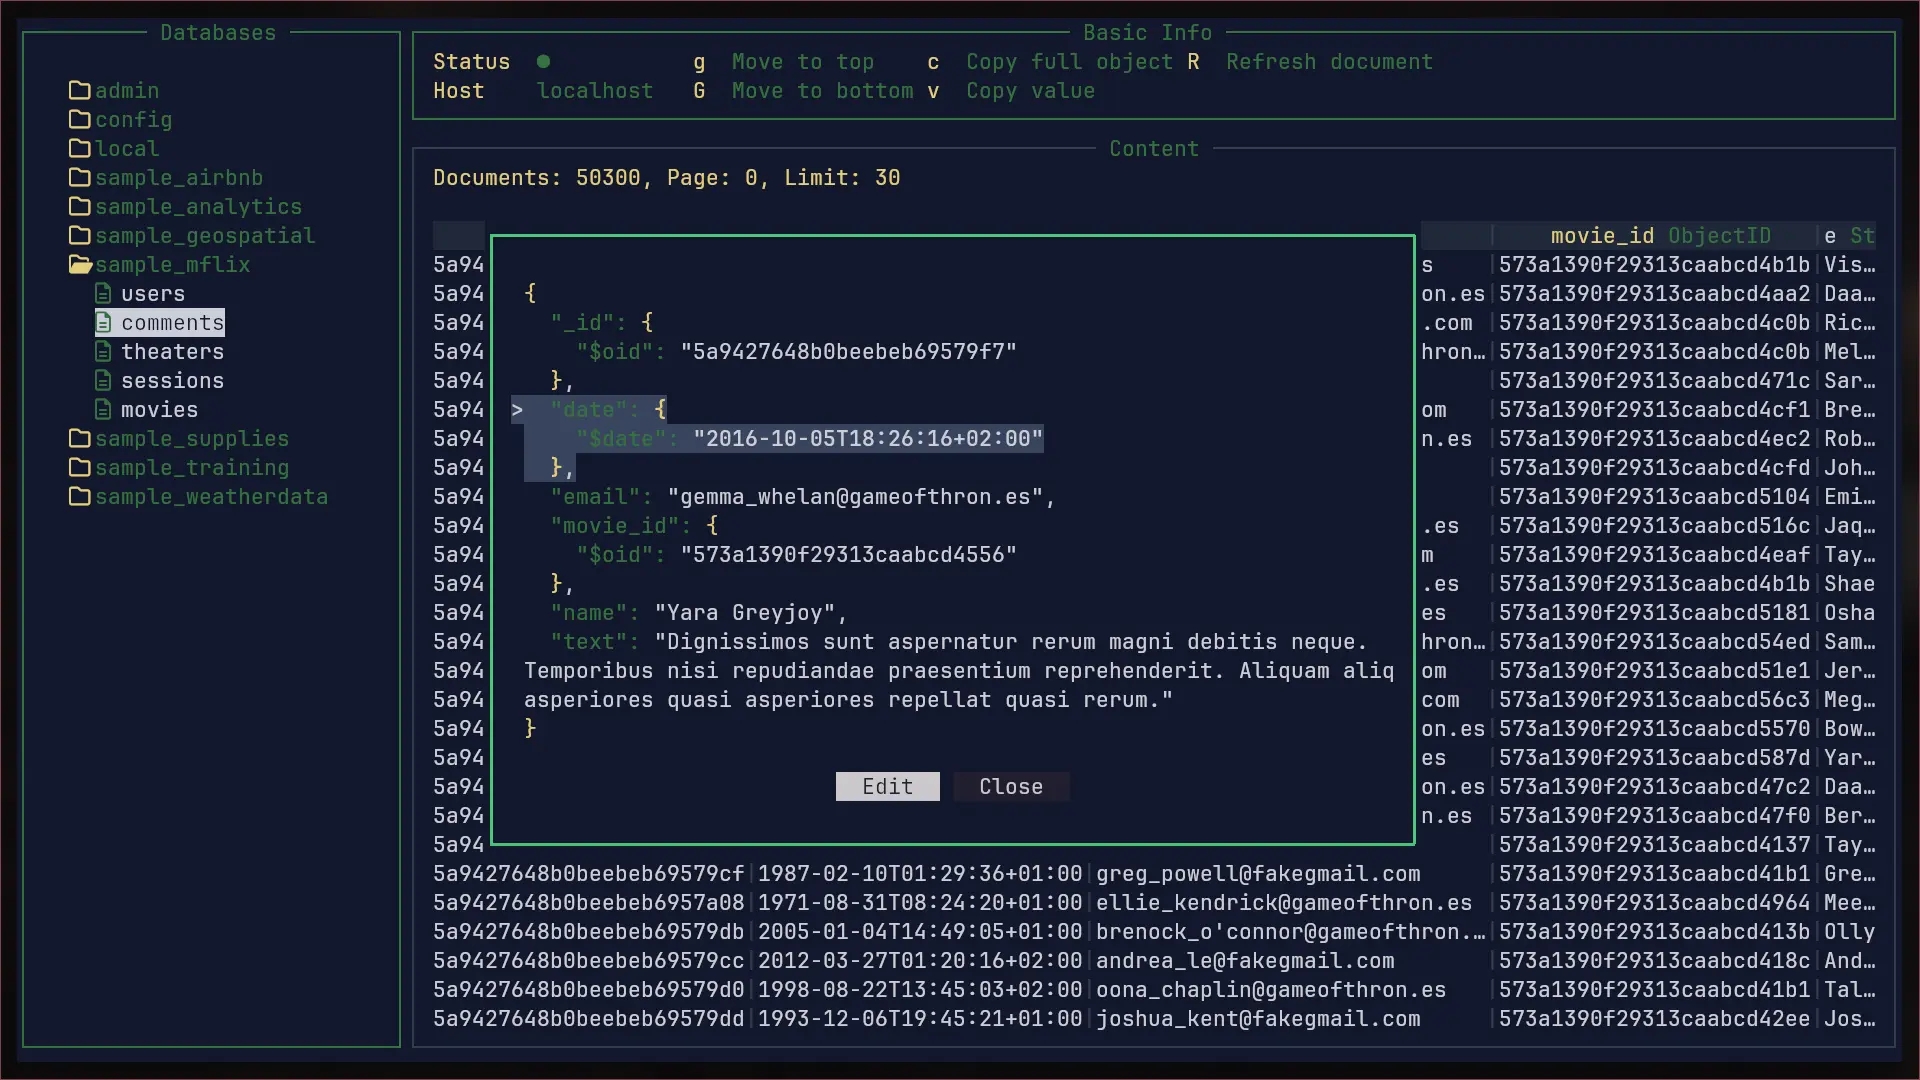 Databases
admin
config
local
sample_airbnb
sample_analytics
sample_geospatial
sample_mflix
users
comments
theaters
sessions
movies
sample_supplies
sample_training
sample_weatherdata
Basic Info
Status ● g Move to top c Copy full object R Refresh document
Host localhost G Move to bottom v Copy value
Content
Documents: 50300, Page: 0, Limit: 30
movie_id ObjectID e St
5a94 s 573a1390f29313caabcd4b1b Vis…
5a94 on.es 573a1390f29313caabcd4aa2 Daa…
5a94 .com 573a1390f29313caabcd4c0b Ric…
5a94 hron… 573a1390f29313caabcd4c0b Mel…
5a94 573a1390f29313caabcd471c Sar…
5a94 om 573a1390f29313caabcd4cf1 Bre…
5a94 n.es 573a1390f29313caabcd4ec2 Rob…
5a94 573a1390f29313caabcd4cfd Joh…
5a94 573a1390f29313caabcd5104 Emi…
5a94 .es 573a1390f29313caabcd516c Jaq…
5a94 m 573a1390f29313caabcd4eaf Tay…
5a94 .es 573a1390f29313caabcd4b1b Shae
5a94 es 573a1390f29313caabcd5181 Osha
5a94 hron… 573a1390f29313caabcd54ed Sam…
5a94 om 573a1390f29313caabcd51e1 Jer…
5a94 com 573a1390f29313caabcd56c3 Meg…
5a94 on.es 573a1390f29313caabcd5570 Bow…
5a94 es 573a1390f29313caabcd587d Yar…
5a94 on.es 573a1390f29313caabcd47c2 Daa…
5a94 n.es 573a1390f29313caabcd47f0 Ber…
5a94 573a1390f29313caabcd4137 Tay…
5a9427648b0beebeb69579cf 1987-02-10T01:29:36+01:00 greg_powell@fakegmail.com 573a1390f29313caabcd41b1 Gre…
5a9427648b0beebeb6957a08 1971-08-31T08:24:20+01:00 ellie_kendrick@gameofthron.es 573a1390f29313caabcd4964 Mee…
5a9427648b0beebeb69579db 2005-01-04T14:49:05+01:00 brenock_o'connor@gameofthron.… 573a1390f29313caabcd413b Olly
5a9427648b0beebeb69579cc 2012-03-27T01:20:16+02:00 andrea_le@fakegmail.com 573a1390f29313caabcd418c And…
5a9427648b0beebeb69579d0 1998-08-22T13:45:03+02:00 oona_chaplin@gameofthron.es 573a1390f29313caabcd41b1 Tal…
5a9427648b0beebeb69579dd 1993-12-06T19:45:21+01:00 joshua_kent@fakegmail.com 573a1390f29313caabcd42ee Jos…
{
"_id": {
"$oid": "5a9427648b0beebeb69579f7"
},
> "date": {
"$date": "2016-10-05T18:26:16+02:00"
},
"email": "gemma_whelan@gameofthron.es",
"movie_id": {
"$oid": "573a1390f29313caabcd4556"
},
"name": "Yara Greyjoy",
"text": "Dignissimos sunt aspernatur rerum magni debitis neque.
Temporibus nisi repudiandae praesentium reprehenderit. Aliquam aliq
asperiores quasi asperiores repellat quasi rerum."
}
Edit Close